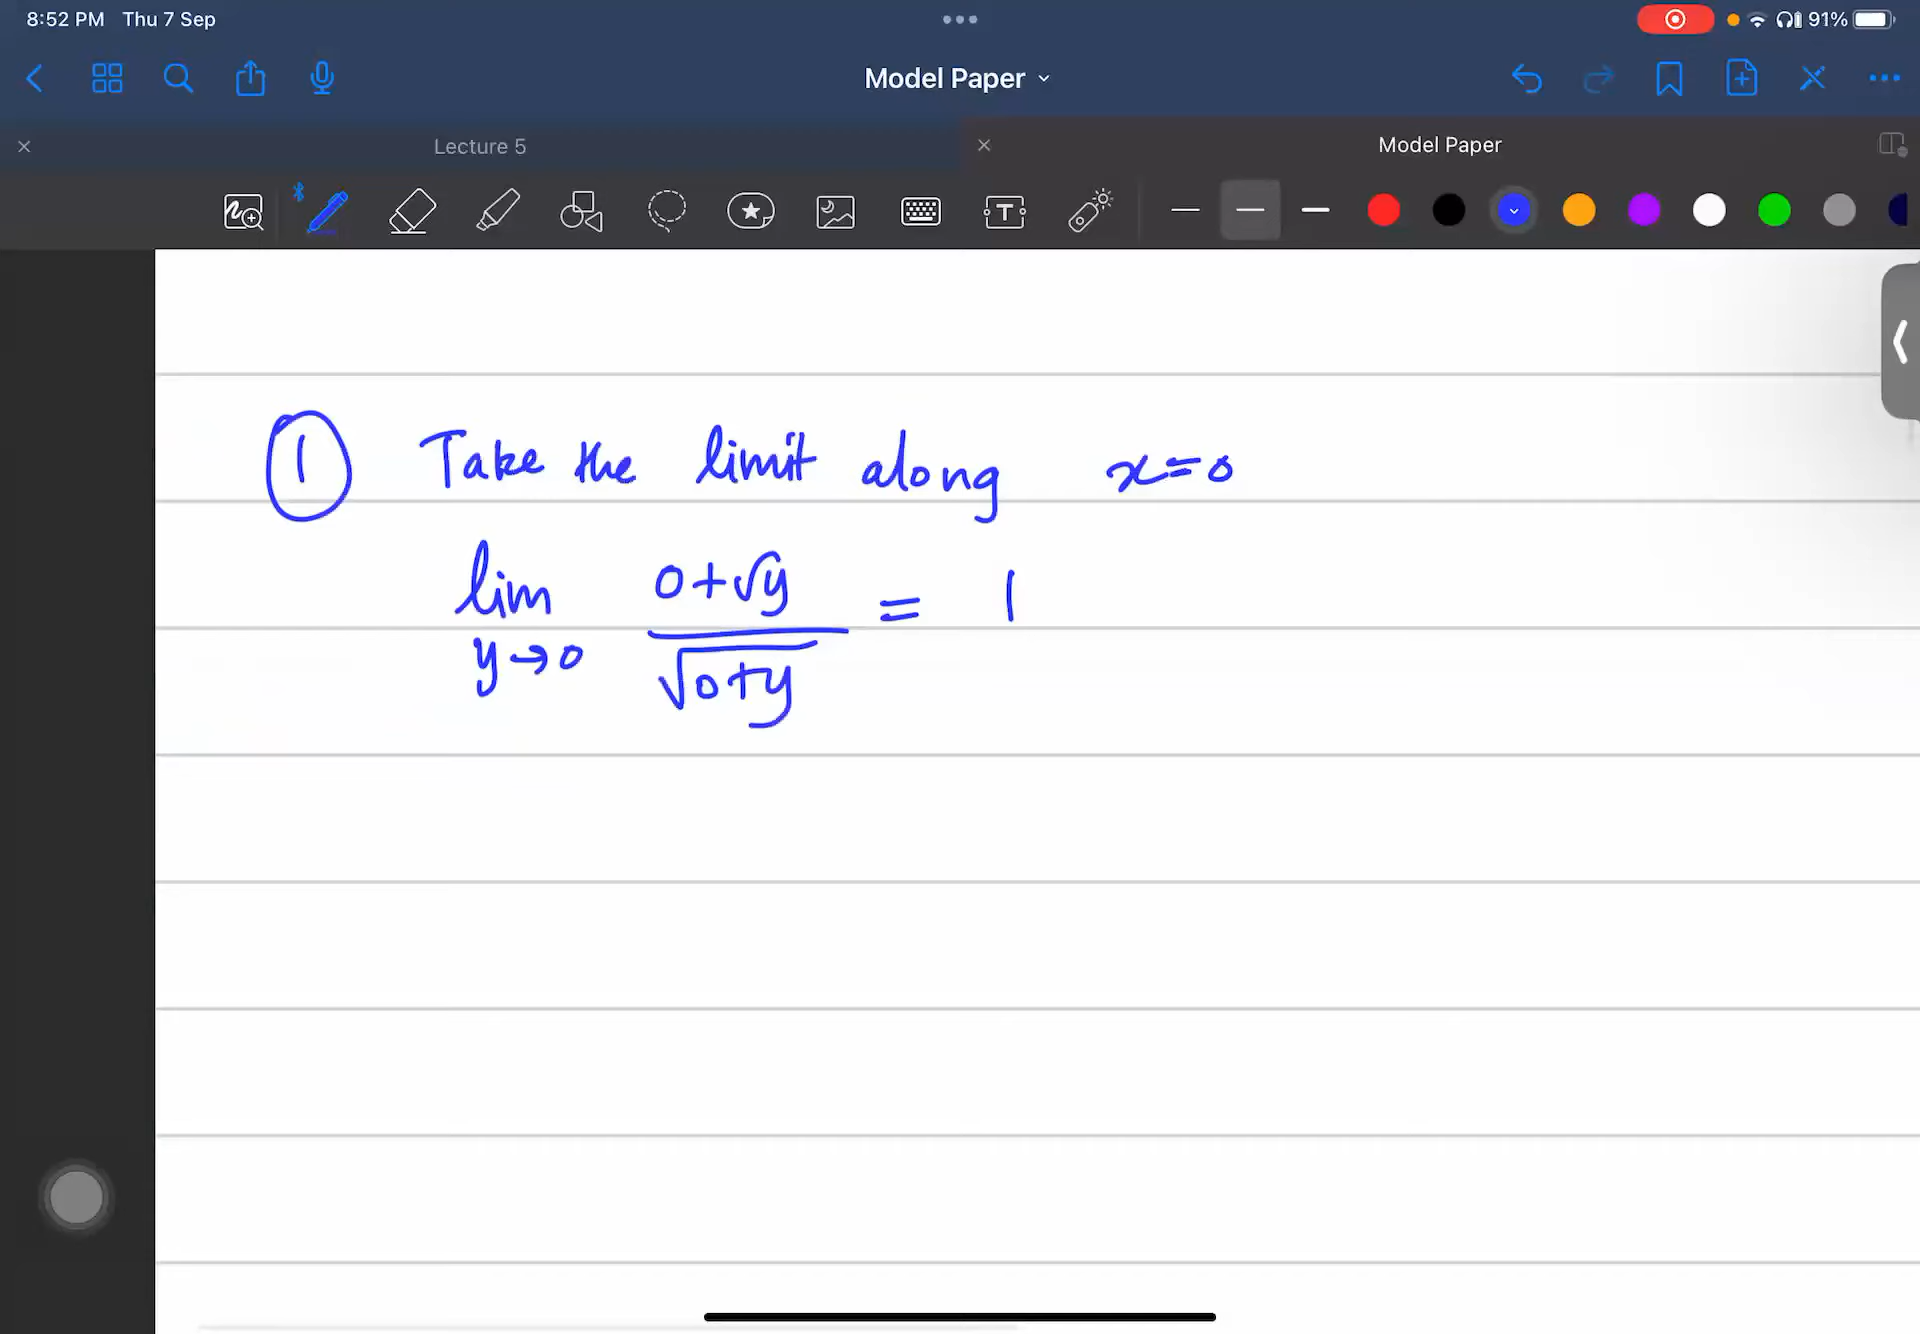 8:52 PM Thu 7 Sep
91%
Model Paper
Lecture 5
Model Paper
T
① Take the limit along x=0
lim 0+√y = 1
y→0 √0+y